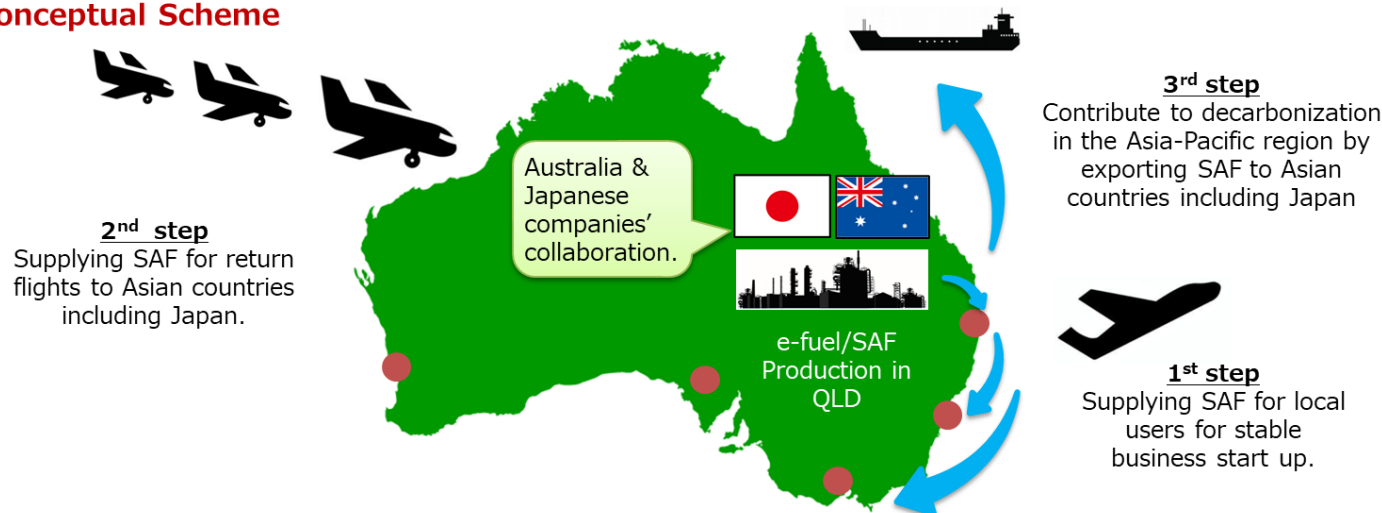 onceptual Scheme
Australia &
Japanese
companies’
collaboration.
3rd step
Contribute to decarbonization
in the Asia-Pacific region by
exporting SAF to Asian
countries including Japan
2nd step
Supplying SAF for return
flights to Asian countries
including Japan.
e-fuel/SAF
Production in
QLD
1st step
Supplying SAF for local
users for stable
business start up.